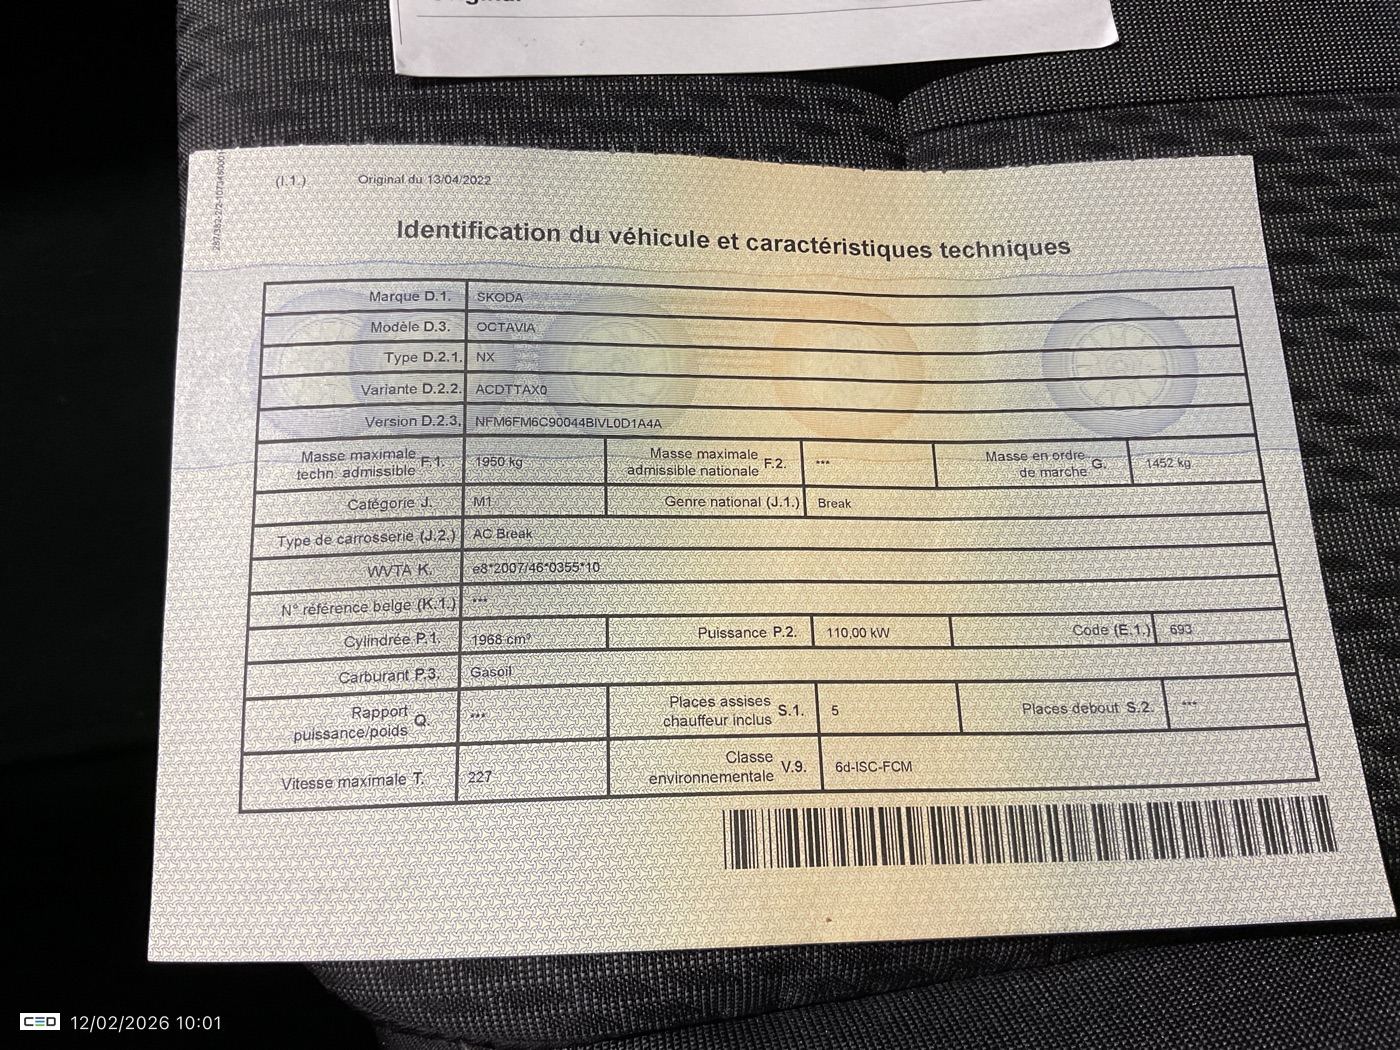 (I.1.) Original du 13/04/2022
Identification du véhicule et caractéristiques techniques
Marque D.1. SKODA
Modèle D.3. OCTAVIA
Type D.2.1. NX
Variante D.2.2. ACDTTAX0
Version D.2.3. NFM6FM6C90044BIVL0D1A4A
Masse maximale techn. admissible F.1. 1950 kg Masse maximale admissible nationale F.2. *** Masse en ordre de marche G. 1452 kg
Catégorie J. M1 Genre national (J.1.) Break
Type de carrosserie (J.2.) AC Break
WVTA K. e8*2007/46*0355*10
N° référence belge (K.1.) ***
Cylindrée P.1. 1968 cm³ Puissance P.2. 110,00 kW Code (E.1.) 693
Carburant P.3. Gasoil
Rapport puissance/poids Q. *** Places assises chauffeur inclus S.1. 5 Places debout S.2. ***
Vitesse maximale T. 227 Classe environnementale V.9. 6d-ISC-FCM
CED 12/02/2026 10:01